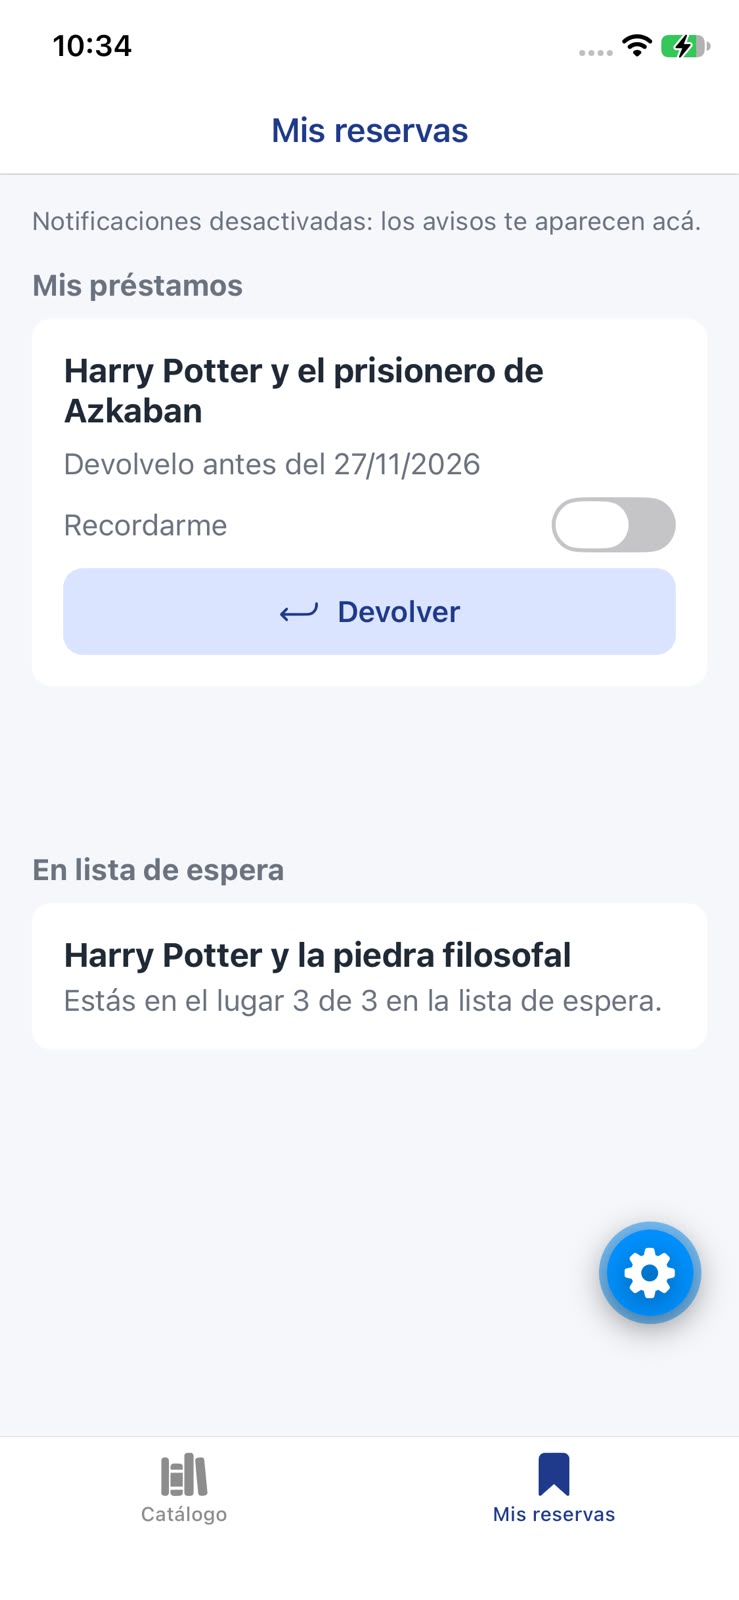 10:34
Mis reservas
Notificaciones desactivadas: los avisos te aparecen acá.
Mis préstamos
Harry Potter y el prisionero de
Azkaban
Devolvelo antes del 27/11/2026
Recordarme
Devolver
En lista de espera
Harry Potter y la piedra filosofal
Estás en el lugar 3 de 3 en la lista de espera.
Catálogo
Mis reservas